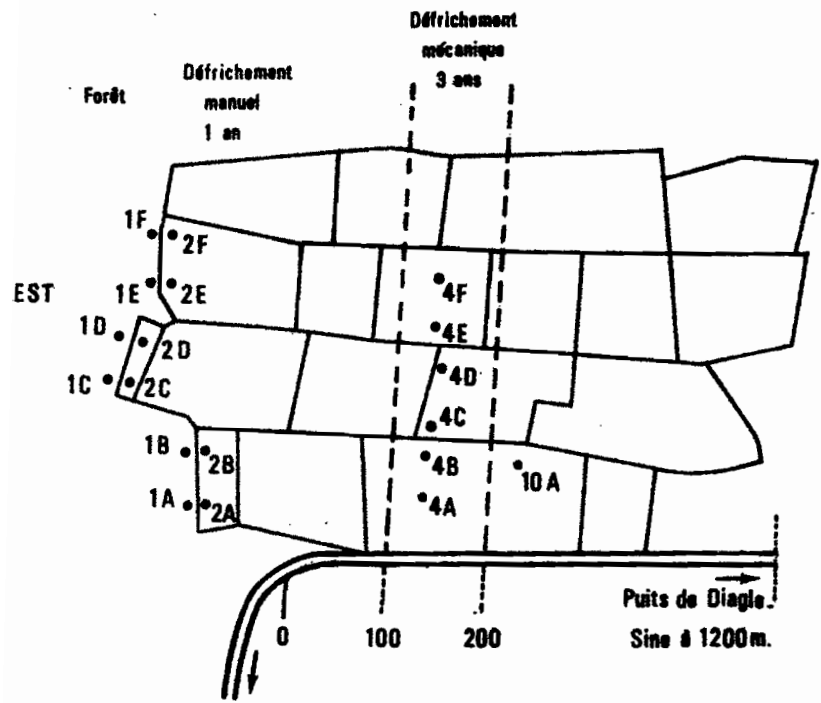 Défrichement
mécanique
3 ans
Défrichement
manuel
1 an
Forêt
1F
2F
EST
1E
2E
4F
4E
1D
2D
4D
1C
2C
4C
1B
2B
4B
10A
1A
2A
4A
Puits de Diagle.
0
100
200
Sine à 1200m.